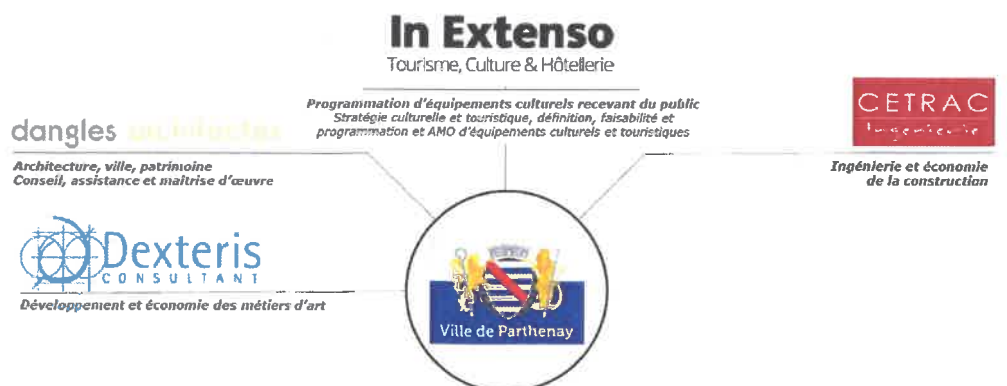 In Extenso
Tourisme, Culture & Hôtellerie
Programmation d'équipements culturels recevant du public
Stratégie culturelle et touristique, définition, faisabilité et
programmation et AMO d'équipements culturels et touristiques
dangles architectes
Architecture, ville, patrimoine
Conseil, assistance et maîtrise d'œuvre
CETRAC
Ingenierie
Ingénierie et économie
de la construction
Dexteris
CONSULTANT
Développement et économie des métiers d'art
Ville de Parthenay